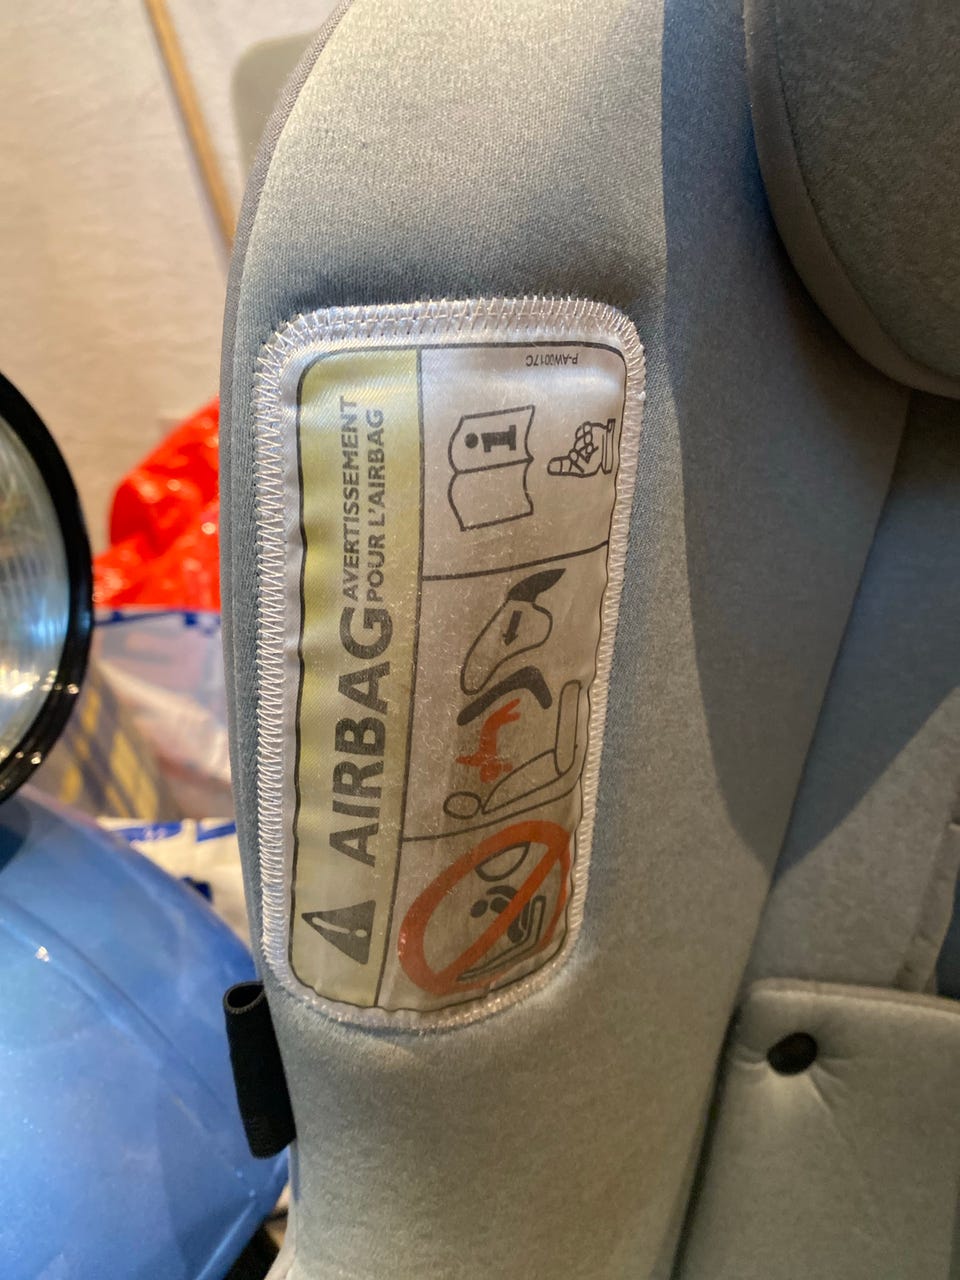 AIRBAG
AVERTISSEMENT
POUR L'AIRBAG
i
P-AW0017C